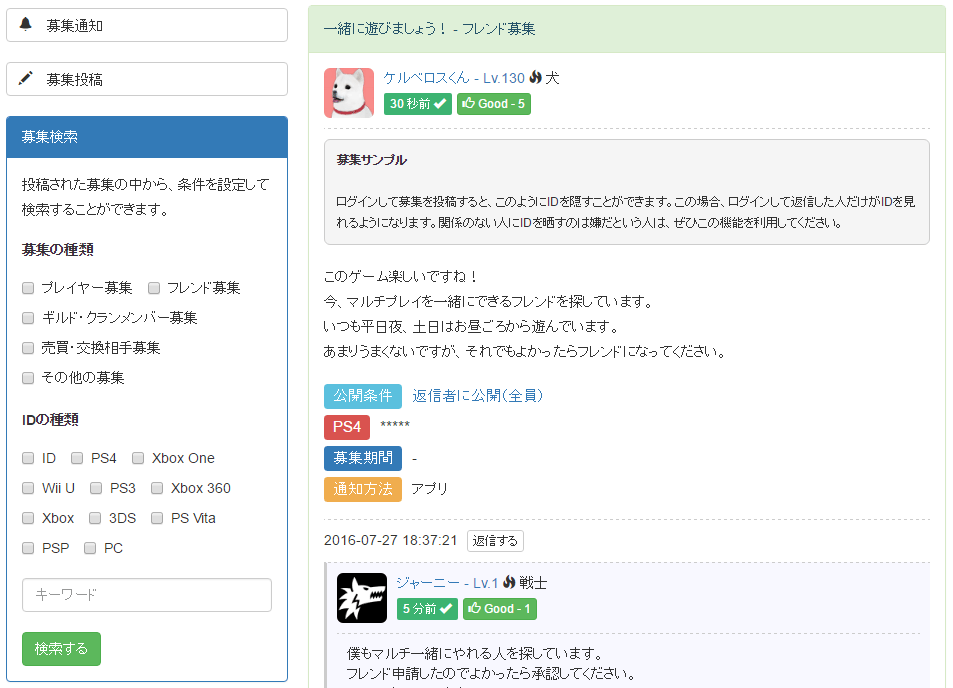 募集通知
募集投稿
募集検索
投稿された募集の中から、条件を設定して
検索することができます。
募集の種類
プレイヤー募集 フレンド募集
ギルド・クランメンバー募集
売買・交換相手募集
その他の募集
IDの種類
ID PS4 Xbox One
Wii U PS3 Xbox 360
Xbox 3DS PS Vita
PSP PC
キーワード
検索する
一緒に遊びましょう！ - フレンド募集
ケルベロスくん - Lv.130 犬
30 秒前 Good - 5
募集サンプル
ログインして募集を投稿すると、このようにIDを隠すことができます。この場合、ログインして返信した人だけがIDを見
れるようになります。関係のない人にIDを晒すのは嫌だという人は、ぜひこの機能を利用してください。
このゲーム楽しいですね！
今、マルチプレイを一緒にできるフレンドを探しています。
いつも平日夜、土日はお昼ごろから遊んでいます。
あまりうまくないですが、それでもよかったらフレンドになってください。
公開条件 返信者に公開（全員）
PS4 *****
募集期間 -
通知方法 アプリ
2016-07-27 18:37:21 返信する
ジャーニー - Lv.1 戦士
5 分前 Good - 1
僕もマルチ一緒にやれる人を探しています。
フレンド申請したのでよかったら承認してください。